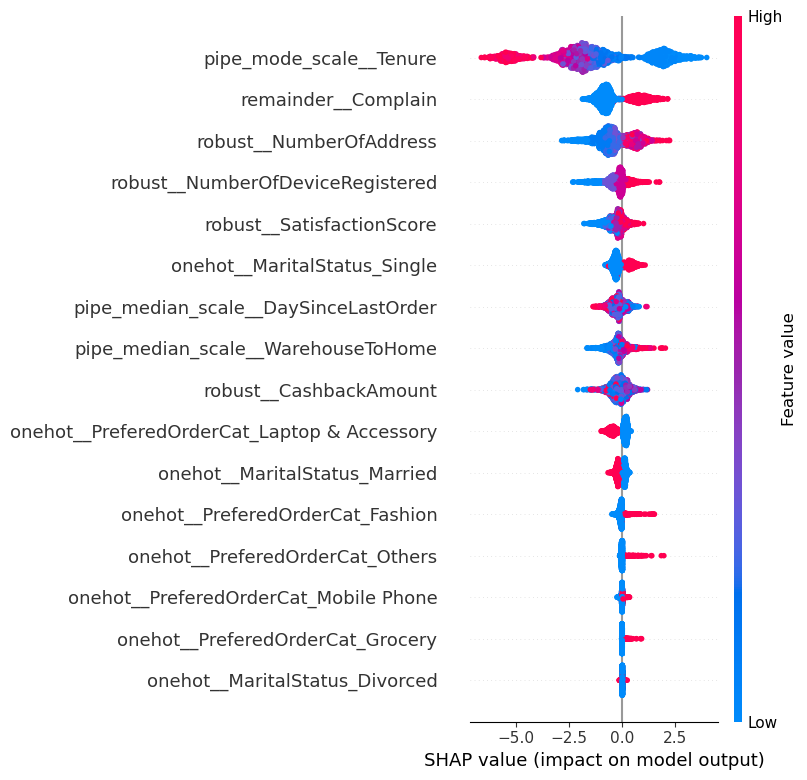 High
pipe_mode_scale__Tenure
remainder__Complain
robust__NumberOfAddress
robust__NumberOfDeviceRegistered
robust__SatisfactionScore
onehot__MaritalStatus_Single
pipe_median_scale__DaySinceLastOrder
pipe_median_scale__WarehouseToHome
robust__CashbackAmount
onehot__PreferedOrderCat_Laptop & Accessory
onehot__MaritalStatus_Married
onehot__PreferedOrderCat_Fashion
onehot__PreferedOrderCat_Others
onehot__PreferedOrderCat_Mobile Phone
onehot__PreferedOrderCat_Grocery
onehot__MaritalStatus_Divorced
Feature value
Low
−5.0 −2.5 0.0 2.5
SHAP value (impact on model output)